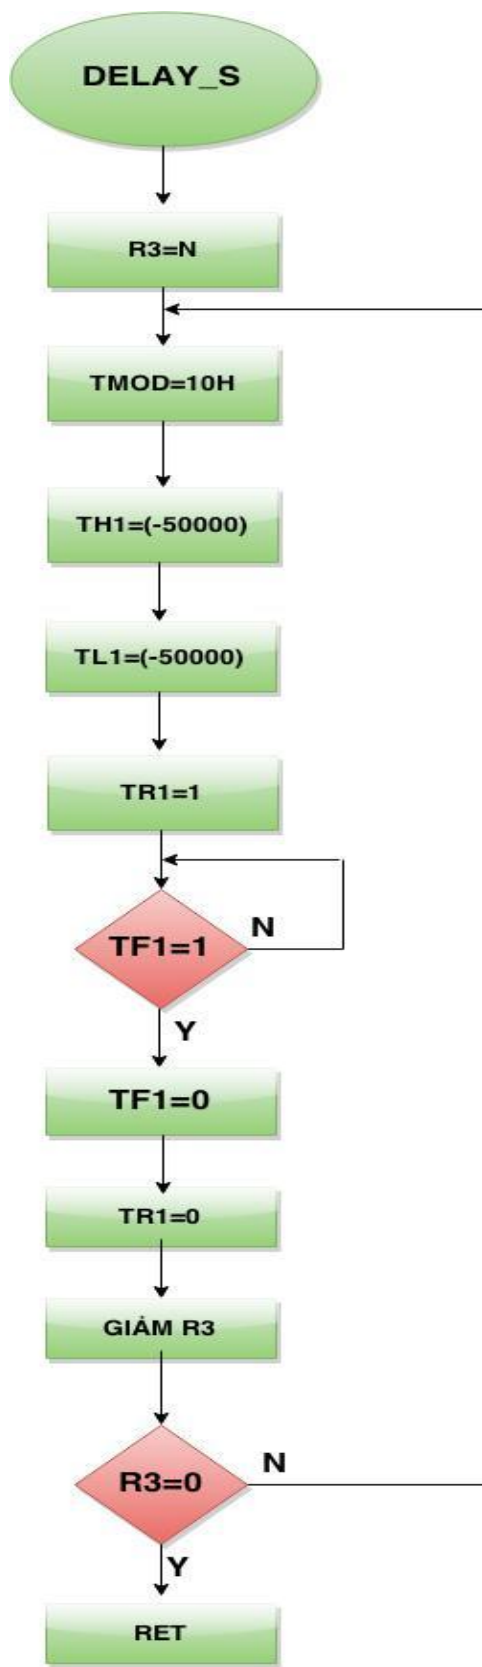 DELAY_S
R3=N
TMOD=10H
TH1=(-50000)
TL1=(-50000)
TR1=1
TF1=1
N
Y
TF1=0
TR1=0
GIẢM R3
R3=0
N
Y
RET